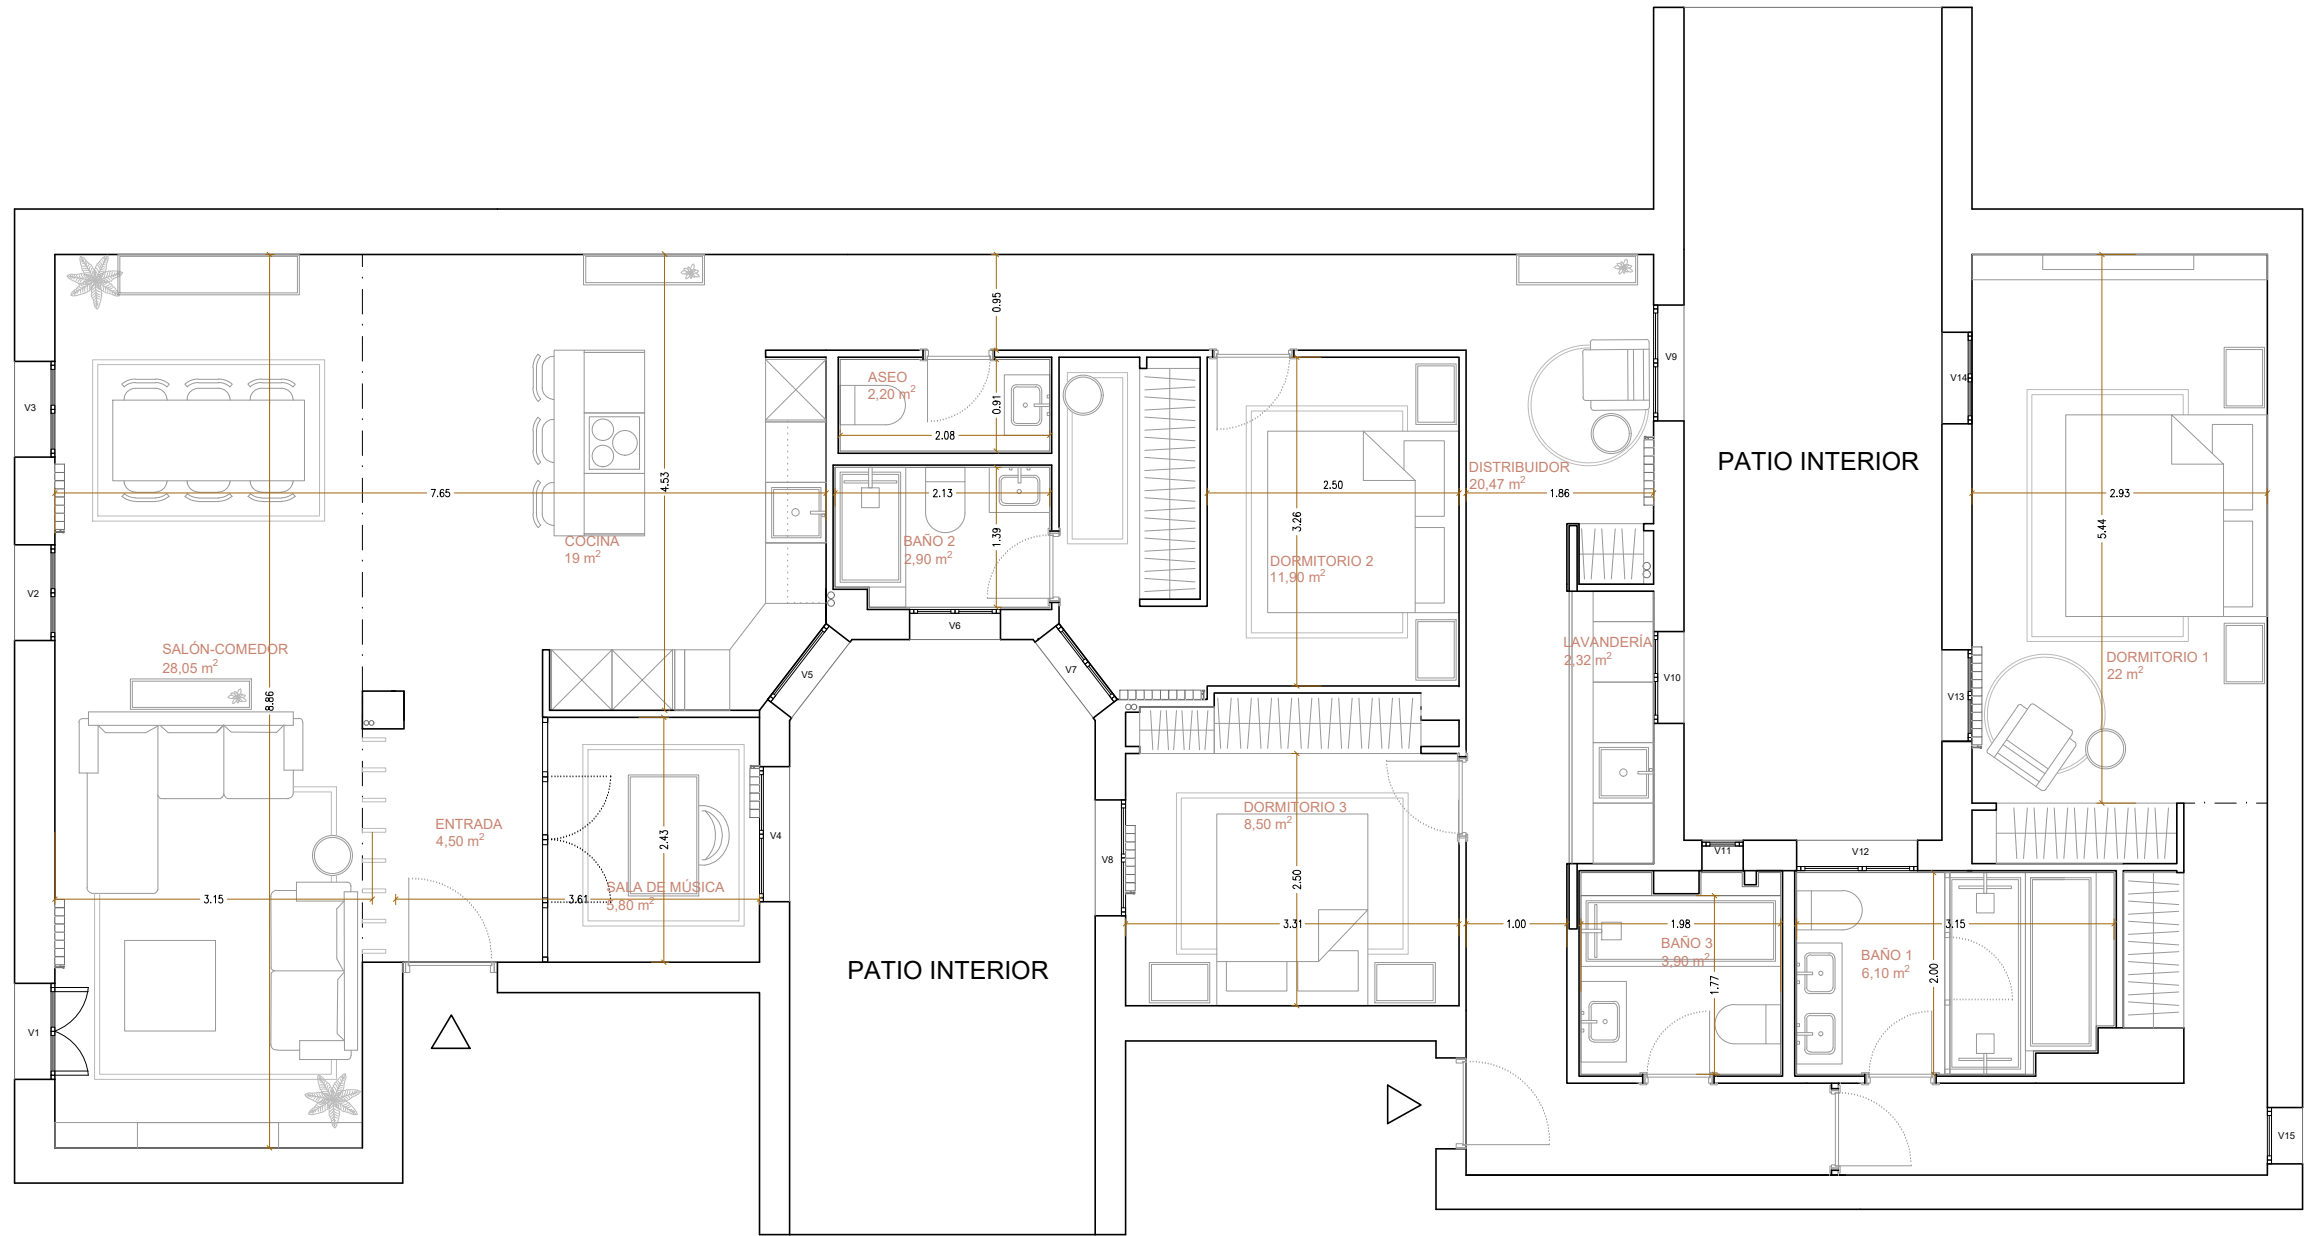 PATIO INTERIOR
V3
V2
V1
SALÓN-COMEDOR
28,05 m²
8.86
7.65
3.15
COCINA
19 m²
4.53
ENTRADA
4,50 m²
3.61
SALA DE MÚSICA
5,80 m²
2.43
V4
V5
V6
V7
V8
ASEO
2,20 m²
0.95
0.91
2.08
BAÑO 2
2,90 m²
2.13
1.39
PATIO INTERIOR
DORMITORIO 2
11,90 m²
2.50
3.26
DORMITORIO 3
8,50 m²
2.50
3.31
DISTRIBUIDOR
20,47 m²
1.86
1.00
LAVANDERÍA
2,32 m²
V9
V10
V11
V12
V13
V14
V15
BAÑO 3
3,90 m²
1.98
1.77
BAÑO 1
6,10 m²
3.15
2.00
DORMITORIO 1
22 m²
2.93
5.44